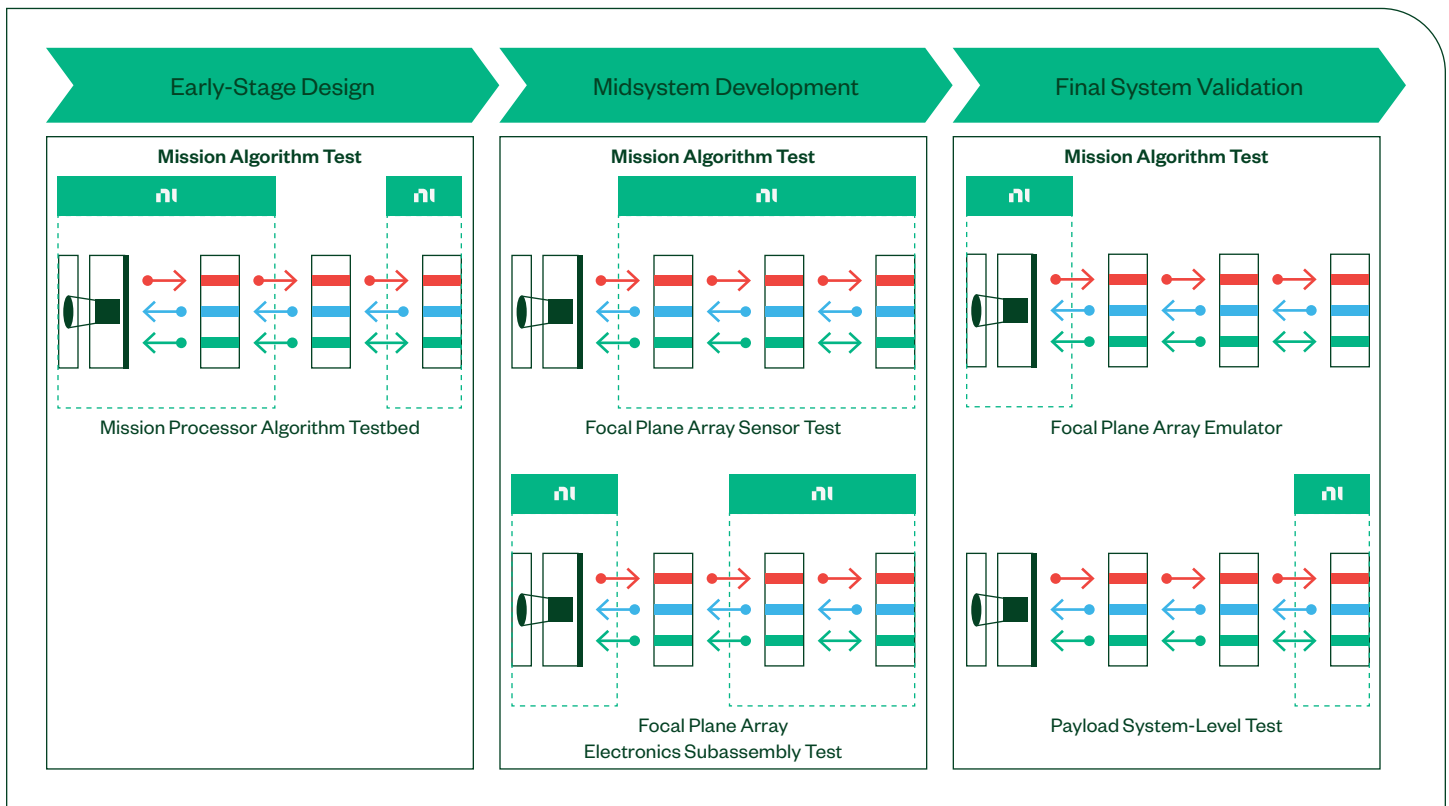 Early-Stage Design
Midsystem Development
Final System Validation
Mission Algorithm Test
ni
ni
Mission Processor Algorithm Testbed
Mission Algorithm Test
ni
Focal Plane Array Sensor Test
ni
ni
Focal Plane Array
Electronics Subassembly Test
Mission Algorithm Test
ni
Focal Plane Array Emulator
ni
Payload System-Level Test